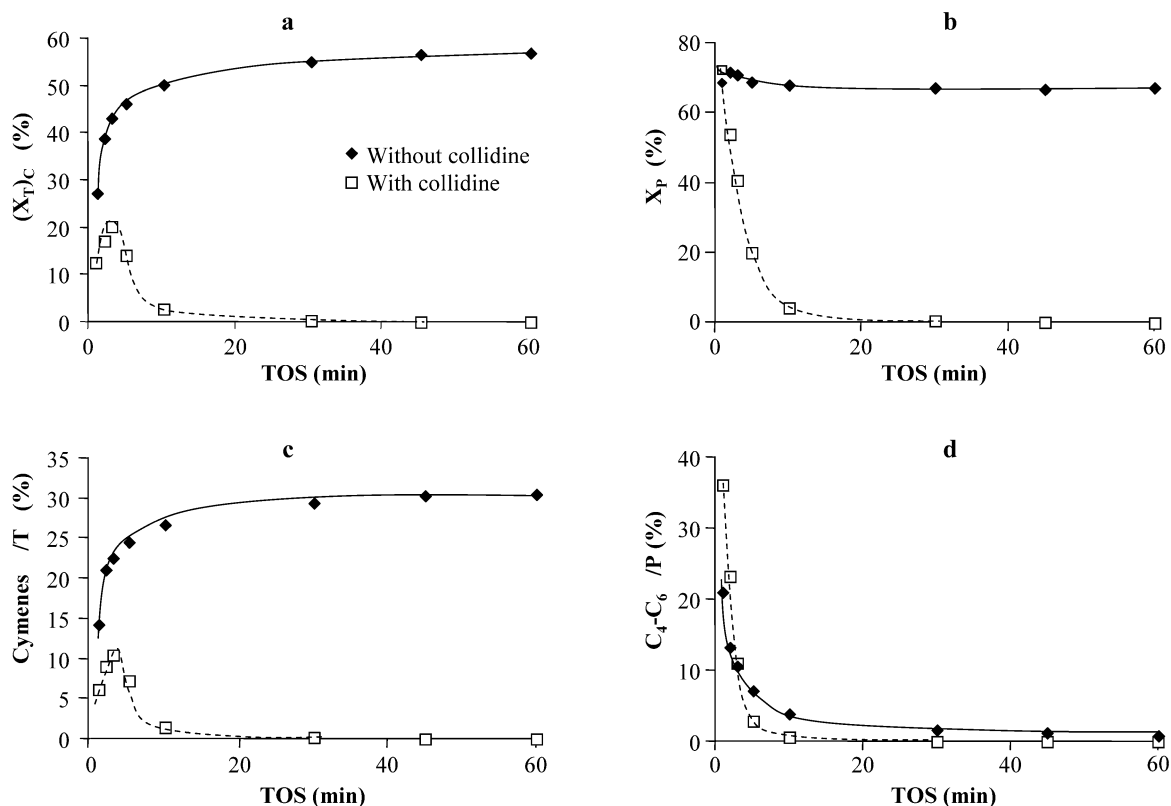 a
60
50
40
30
20
10
0
(X_T)_C (%)
Without collidine
With collidine
0 20 40 60
TOS (min)
b
80
60
40
20
0
X_P (%)
0 20 40 60
TOS (min)
c
35
30
25
20
15
10
5
0
Cymenes /T (%)
0 20 40 60
TOS (min)
d
40
30
20
10
0
C_4-C_6 /P (%)
0 20 40 60
TOS (min)